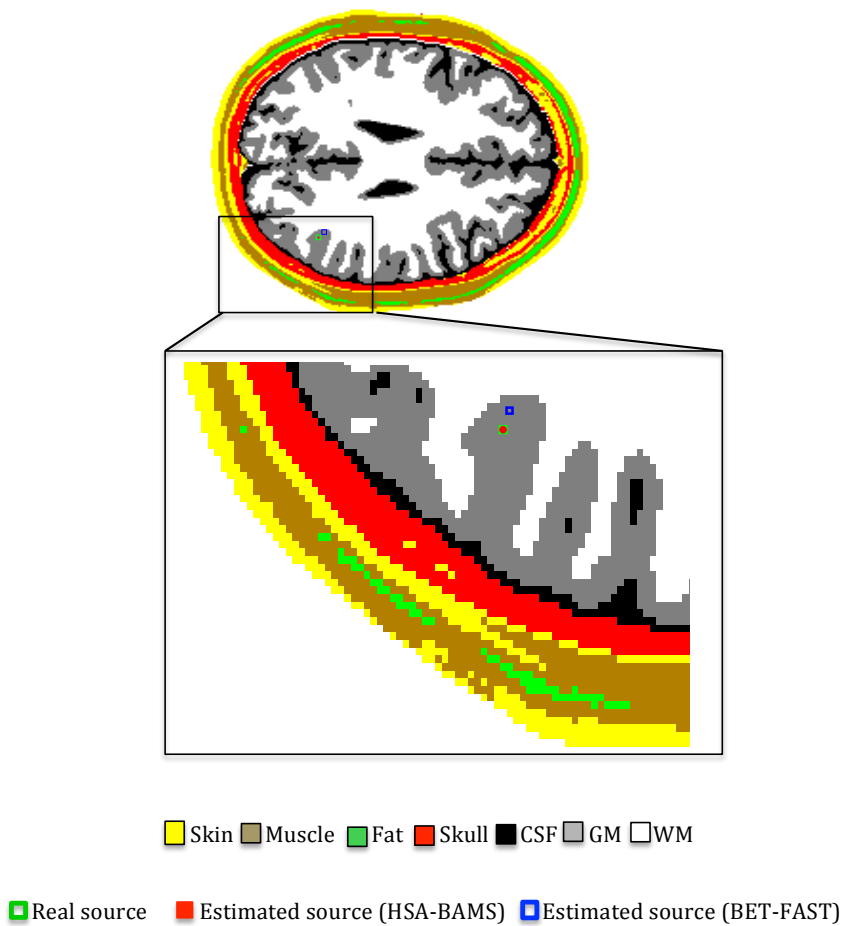 Skin Muscle Fat Skull CSF GM WM
Real source Estimated source (HSA-BAMS) Estimated source (BET-FAST)